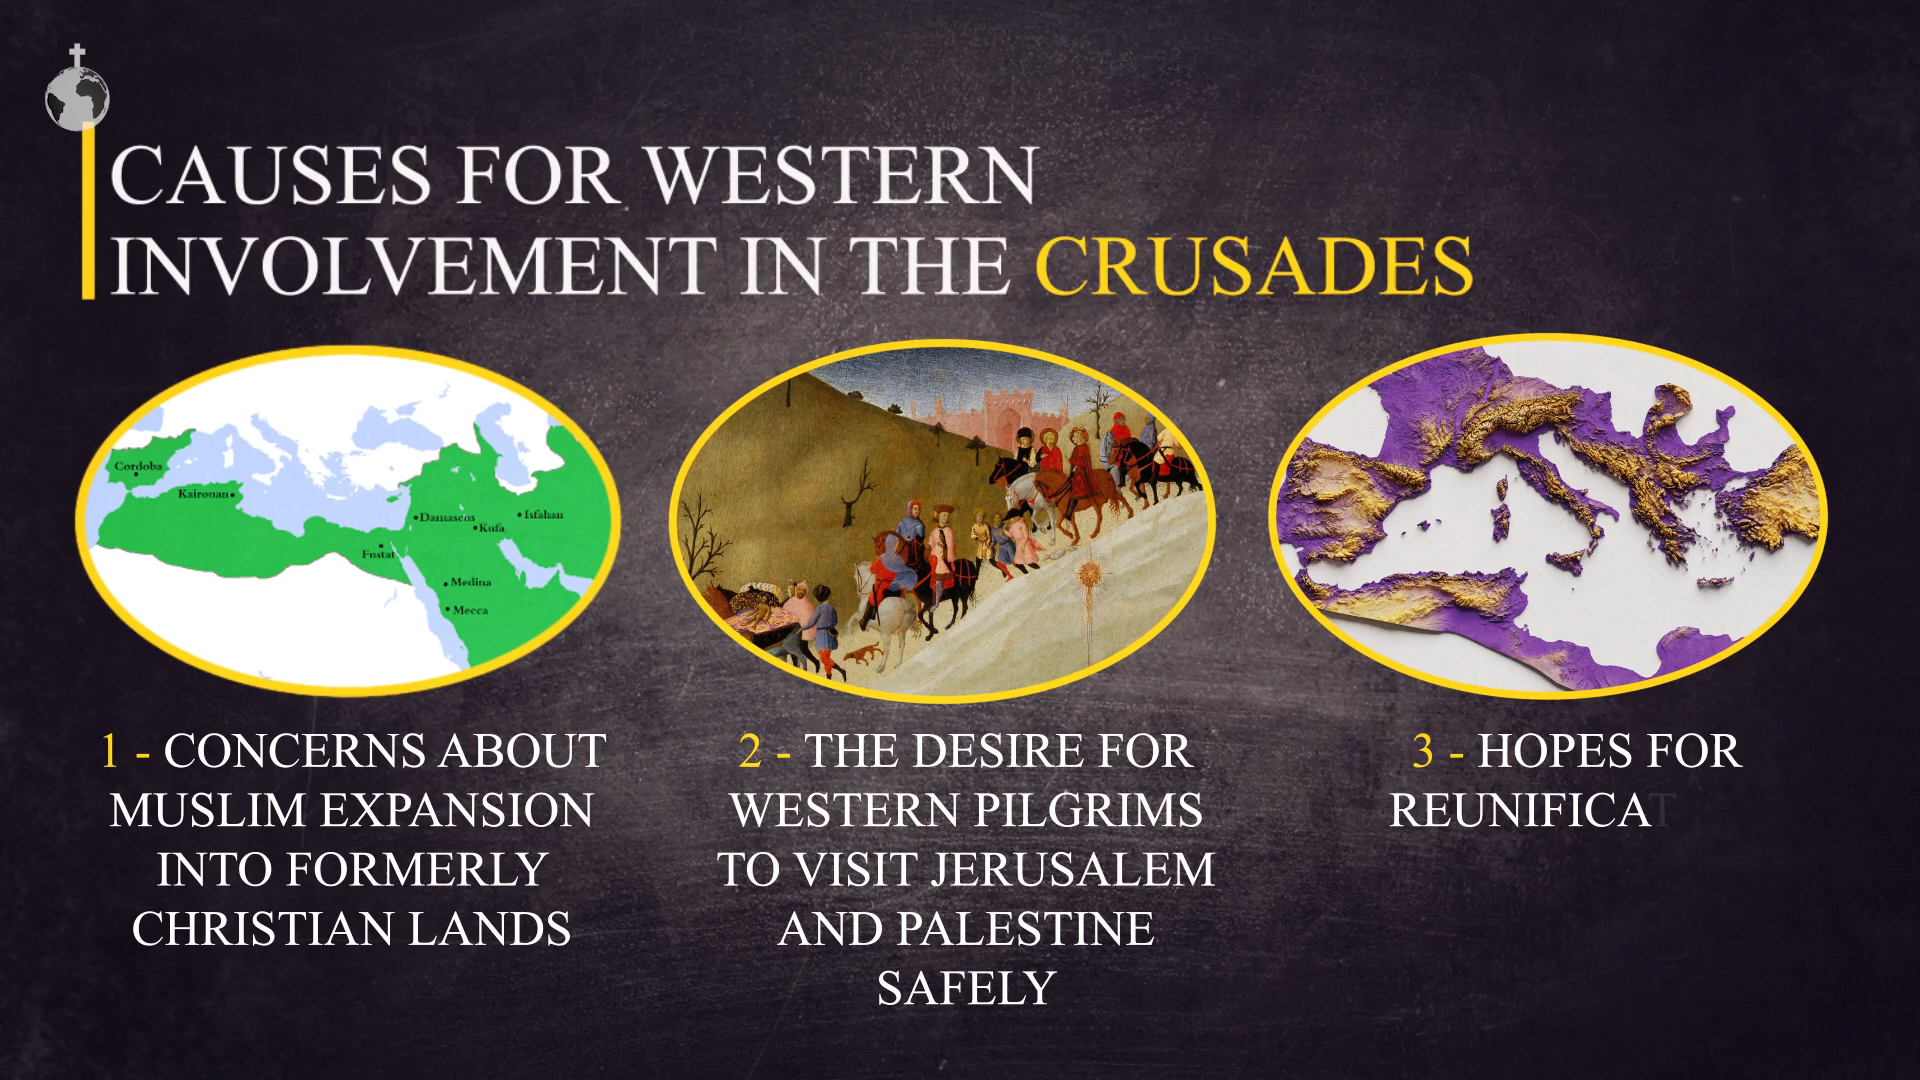 CAUSES FOR WESTERN
INVOLVEMENT IN THE CRUSADES
Cordoba
Kairouan
Damascus
Isfahan
Kufa
Fustat
Medina
Mecca
1 - CONCERNS ABOUT
MUSLIM EXPANSION
INTO FORMERLY
CHRISTIAN LANDS
2 - THE DESIRE FOR
WESTERN PILGRIMS
TO VISIT JERUSALEM
AND PALESTINE
SAFELY
3 - HOPES FOR
REUNIFICAT